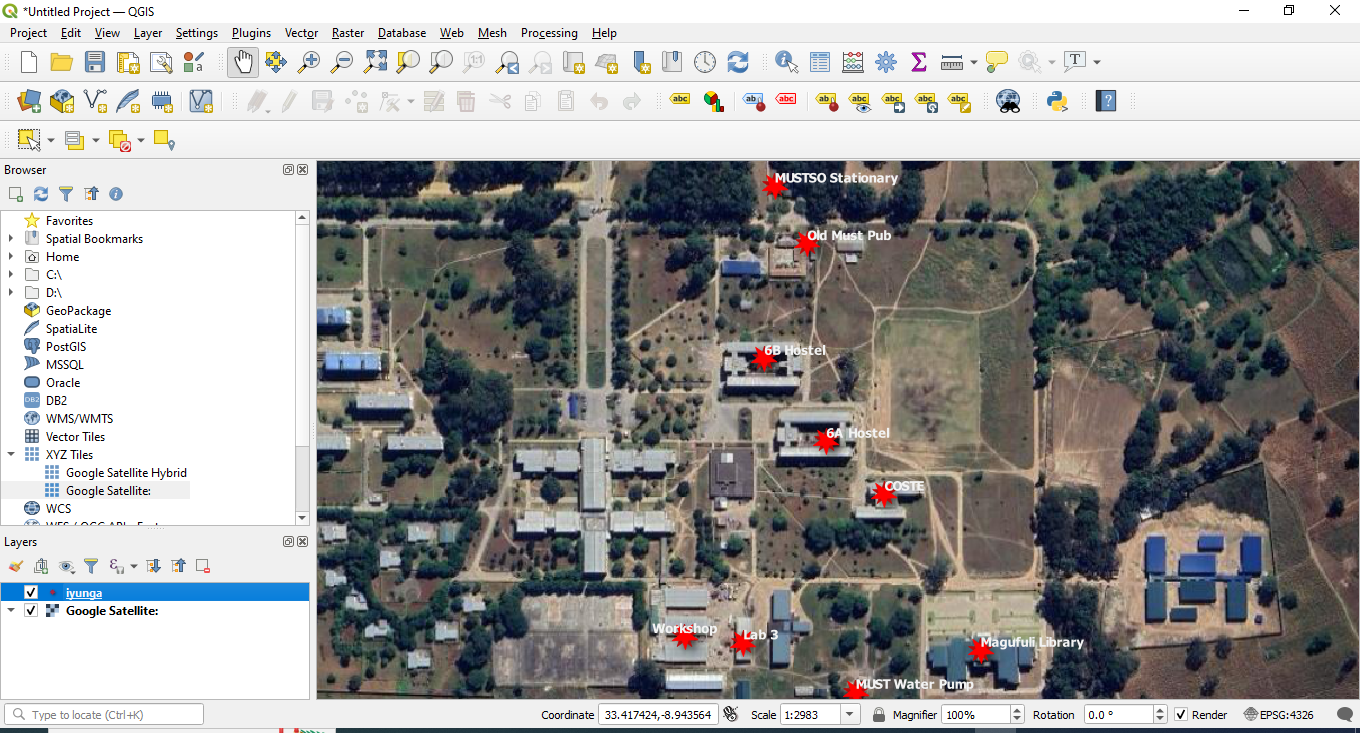 *Untitled Project — QGIS
Project Edit View Layer Settings Plugins Vector Raster Database Web Mesh Processing Help
Browser
Favorites
Spatial Bookmarks
Home
C:\
D:\
GeoPackage
SpatiaLite
PostGIS
MSSQL
Oracle
DB2
WMS/WMTS
Vector Tiles
XYZ Tiles
Google Satellite Hybrid
Google Satellite:
WCS
Layers
iyunga
Google Satellite:
MUSTSO Stationary
Old Must Pub
6B Hostel
6A Hostel
COSTE
Workshop
Lab 3
Magufuli Library
MUST Water Pump
Type to locate (Ctrl+K)
Coordinate 33.417424,-8.943564 Scale 1:2983 Magnifier 100% Rotation 0.0 ° Render EPSG:4326